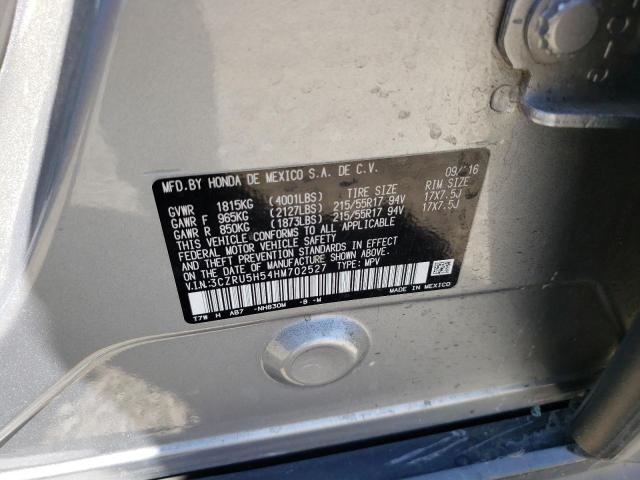 MFD.BY HONDA DE MEXICO S.A. DE C.V. 09/16
TIRE SIZE RIM SIZE
GVWR 1815KG (4001LBS)
GAWR F 965KG (2127LBS) 215/55R17 94V 17X7.5J
GAWR R 850KG (1873LBS) 215/55R17 94V 17X7.5J
THIS VEHICLE CONFORMS TO ALL APPLICABLE
FEDERAL MOTOR VEHICLE SAFETY
AND THEFT PREVENTION STANDARDS IN EFFECT
ON THE DATE OF MANUFACTURE SHOWN ABOVE.
V.I.N:3CZRU5H54HM702527 TYPE: MPV
MADE IN MEXICO
T7W H AB7 -NH830M -B -M